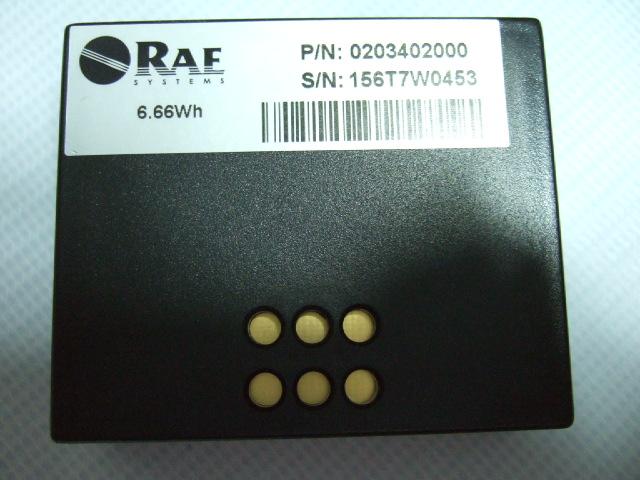 RAE
SYSTEMS
6.66Wh
P/N: 0203402000
S/N: 156T7W0453